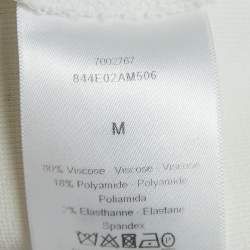 7002767
844E02AM506
M
80% Viscose - Viscose - Viscosa
18% Polyamide - Polyamide
Poliamida
2% Elasthanne - Elastane
Spandex